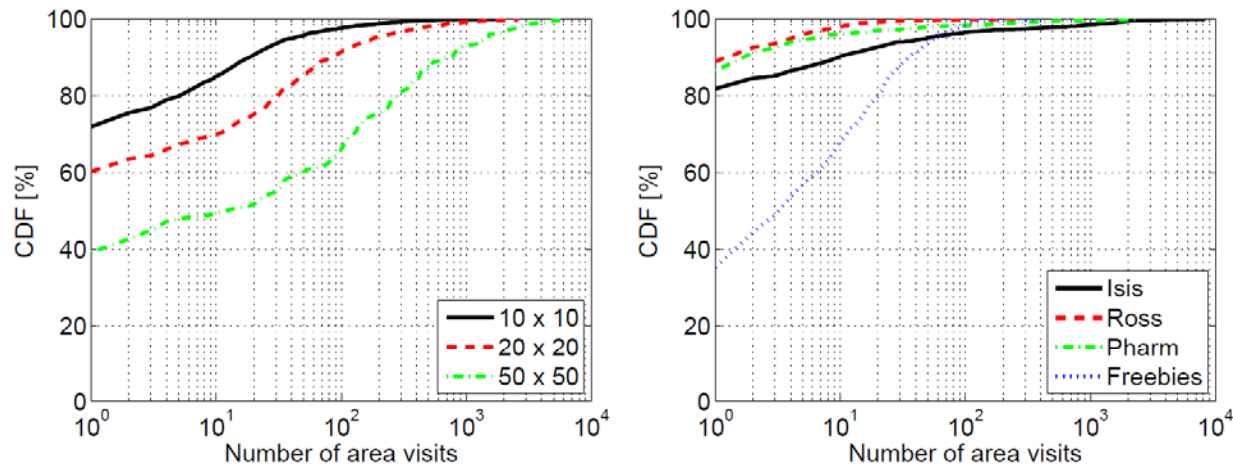 100
80
60
40
20
0
CDF [%]
10 x 10
20 x 20
50 x 50
10^0 10^1 10^2 10^3 10^4
Number of area visits
100
80
60
40
20
0
CDF [%]
Isis
Ross
Pharm
Freebies
10^0 10^1 10^2 10^3 10^4
Number of area visits